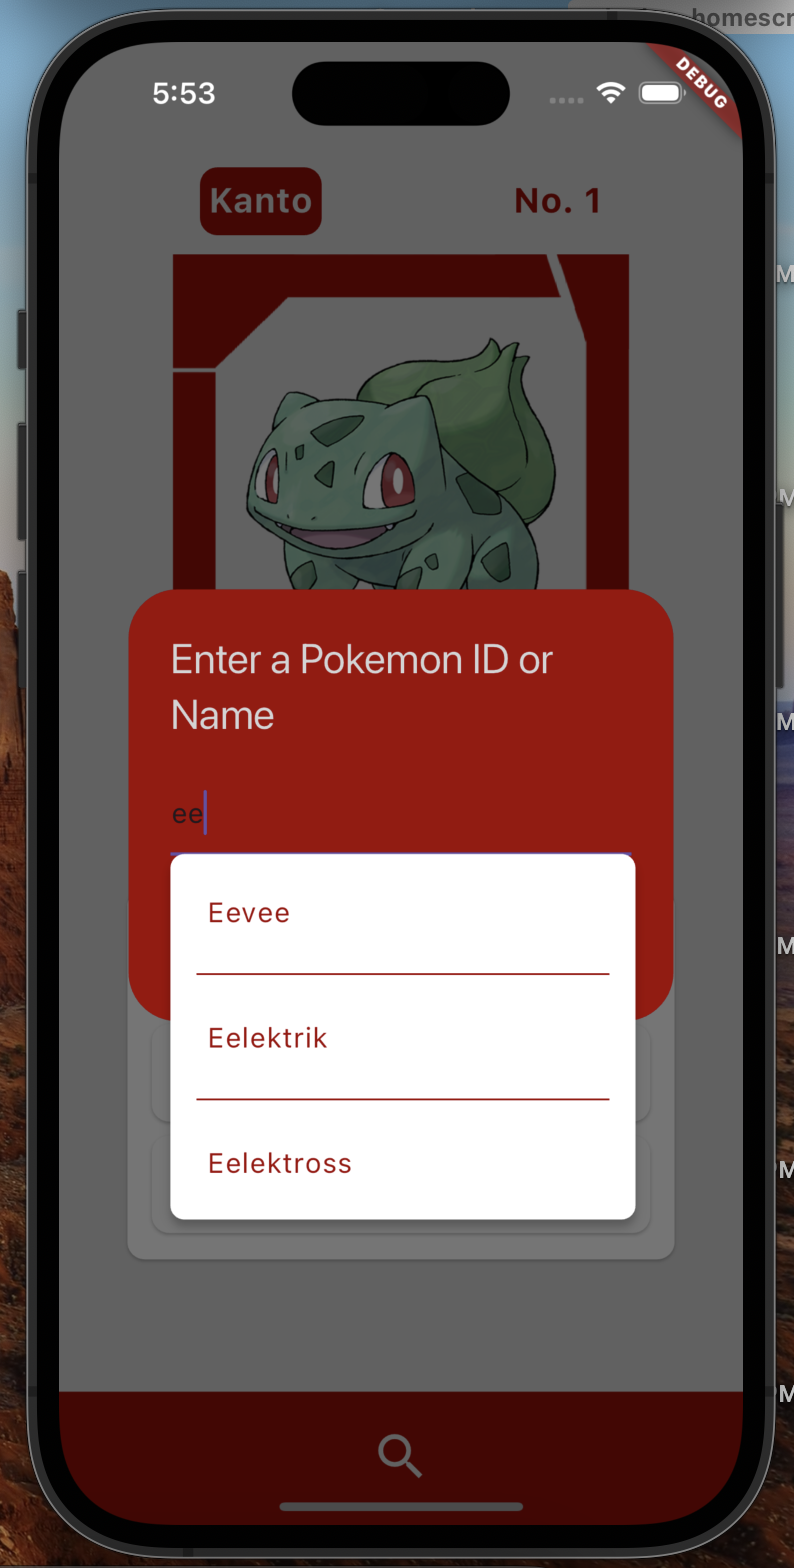 homescr
5:53
DEBUG
Kanto
No. 1
Enter a Pokemon ID or
Name
ee
Eevee
Eelektrik
Eelektross